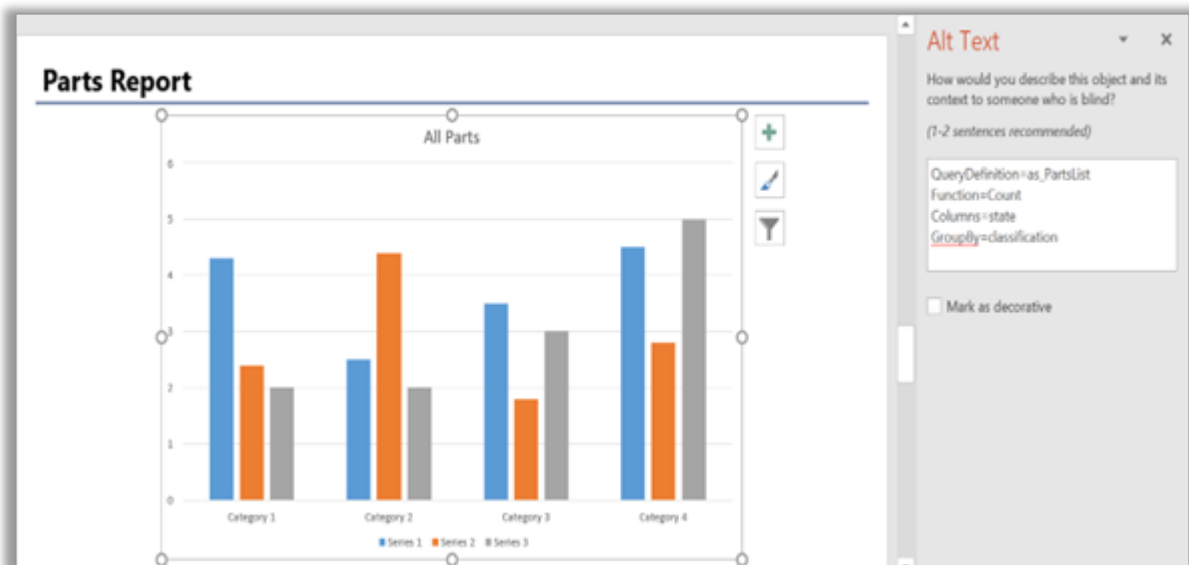 Parts Report
All Parts
6
5
4
3
2
1
0
Category 1 Category 2 Category 3 Category 4
Series 1 Series 2 Series 3
Alt Text
How would you describe this object and its
context to someone who is blind?
(1-2 sentences recommended)
QueryDefinition=as_PartsList
Function=Count
Columns=state
GroupBy=classification
Mark as decorative